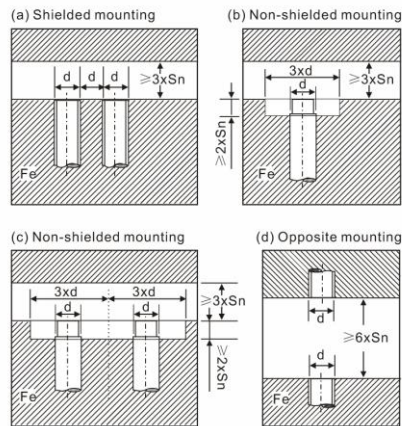 (a) Shielded mounting
d d d
≥3xSn
Fe
(b) Non-shielded mounting
3xd
d
≥3xSn
≥2xSn
Fe
(c) Non-shielded mounting
3xd 3xd
d d
≥3xSn
≥2xSn
Fe
(d) Opposite mounting
d
≥6xSn
d
Fe